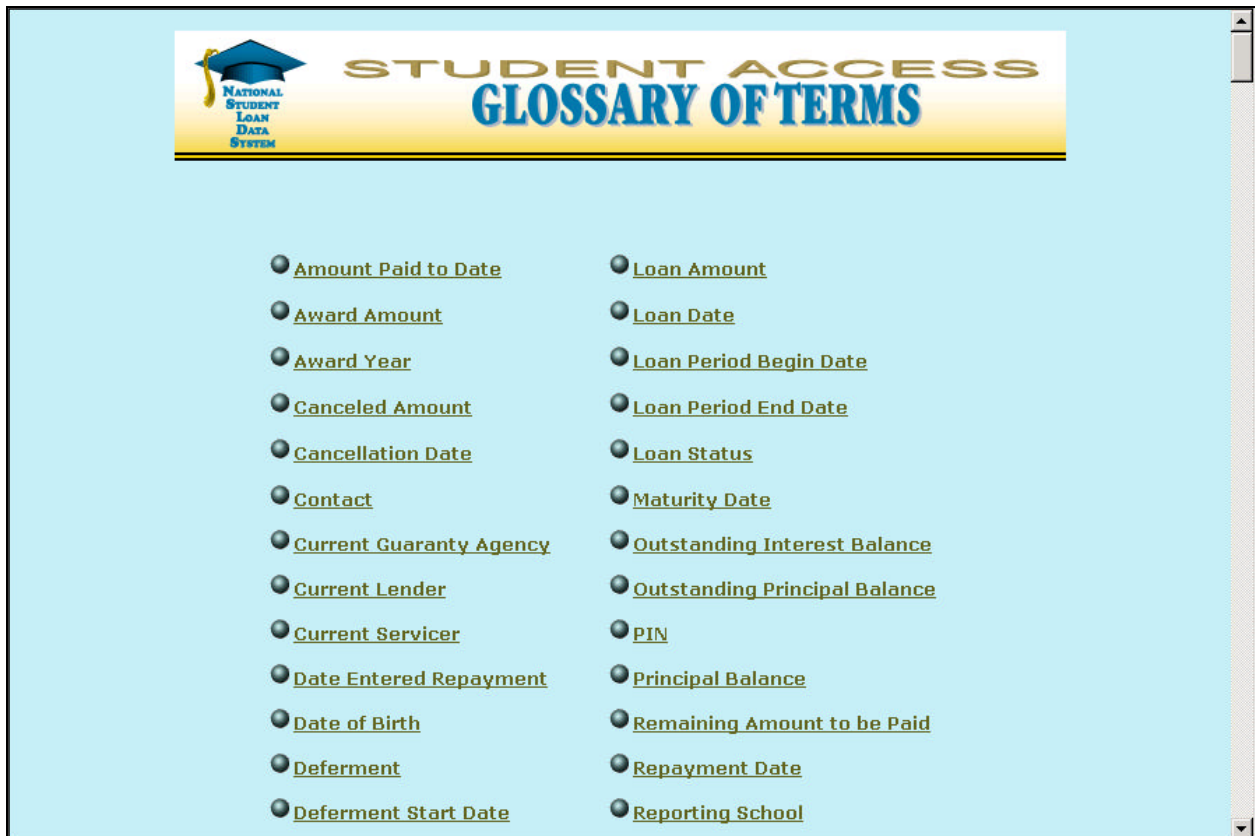 NATIONAL
STUDENT
LOAN
DATA
SYSTEM
STUDENT ACCESS
GLOSSARY OF TERMS
Amount Paid to Date
Award Amount
Award Year
Canceled Amount
Cancellation Date
Contact
Current Guaranty Agency
Current Lender
Current Servicer
Date Entered Repayment
Date of Birth
Deferment
Deferment Start Date
Loan Amount
Loan Date
Loan Period Begin Date
Loan Period End Date
Loan Status
Maturity Date
Outstanding Interest Balance
Outstanding Principal Balance
PIN
Principal Balance
Remaining Amount to be Paid
Repayment Date
Reporting School